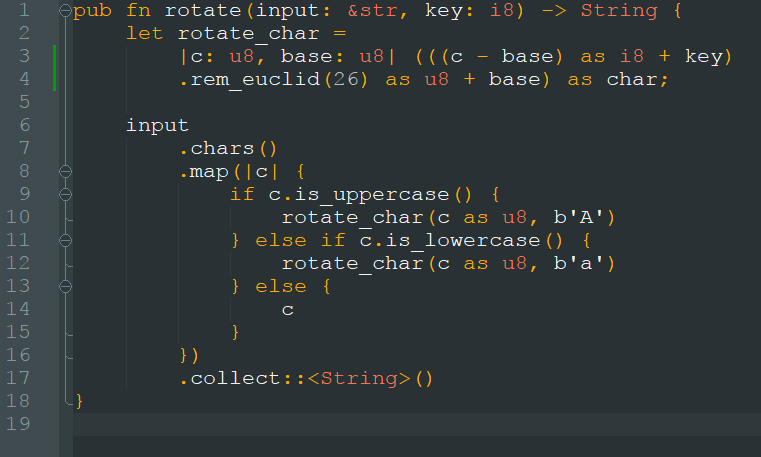 1 pub fn rotate(input: &str, key: i8) -> String {
2     let rotate_char =
3         |c: u8, base: u8| (((c - base) as i8 + key)
4         .rem_euclid(26) as u8 + base) as char;
5
6     input
7         .chars()
8         .map(|c| {
9             if c.is_uppercase() {
10                 rotate_char(c as u8, b'A')
11             } else if c.is_lowercase() {
12                 rotate_char(c as u8, b'a')
13             } else {
14                 c
15             }
16         })
17         .collect::<String>()
18 }
19